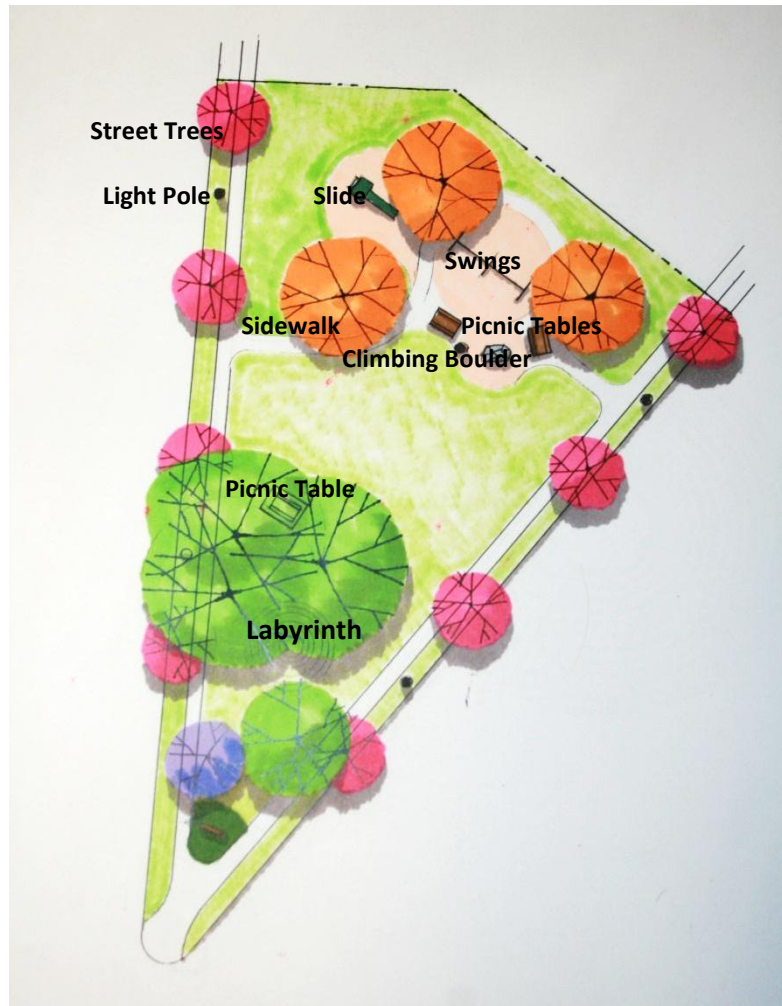 Street Trees
Light Pole
Slide
Swings
Sidewalk
Picnic Tables
Climbing Boulder
Picnic Table
Labyrinth